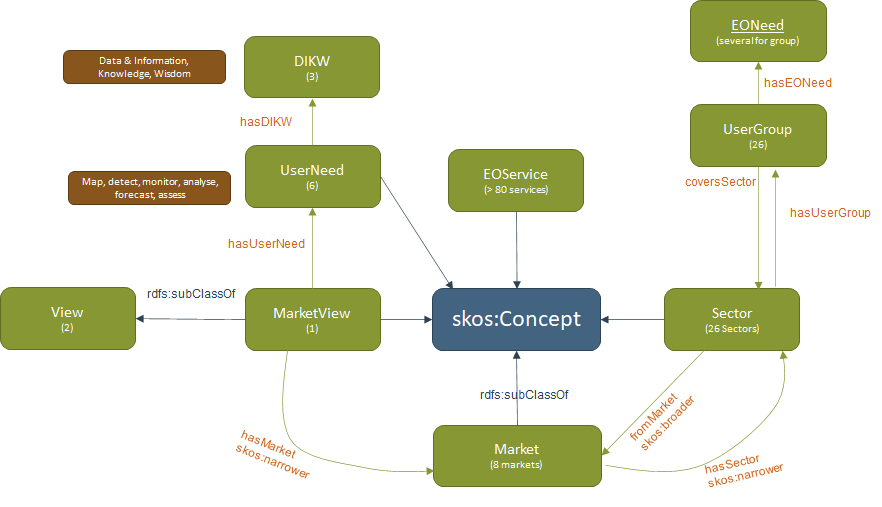 EONeed
(several for group)
Data & Information,
Knowledge, Wisdom
DIKW
(3)
hasEONeed
hasDIKW
UserGroup
(26)
UserNeed
(6)
EOService
(> 80 services)
Map, detect, monitor, analyse,
forecast, assess
coversSector
hasUserGroup
hasUserNeed
View
(2)
rdfs:subClassOf
MarketView
(1)
skos:Concept
Sector
(26 Sectors)
rdfs:subClassOf
fromMarket
skos:broader
hasMarket
skos:narrower
Market
(8 markets)
hasSector
skos:narrower